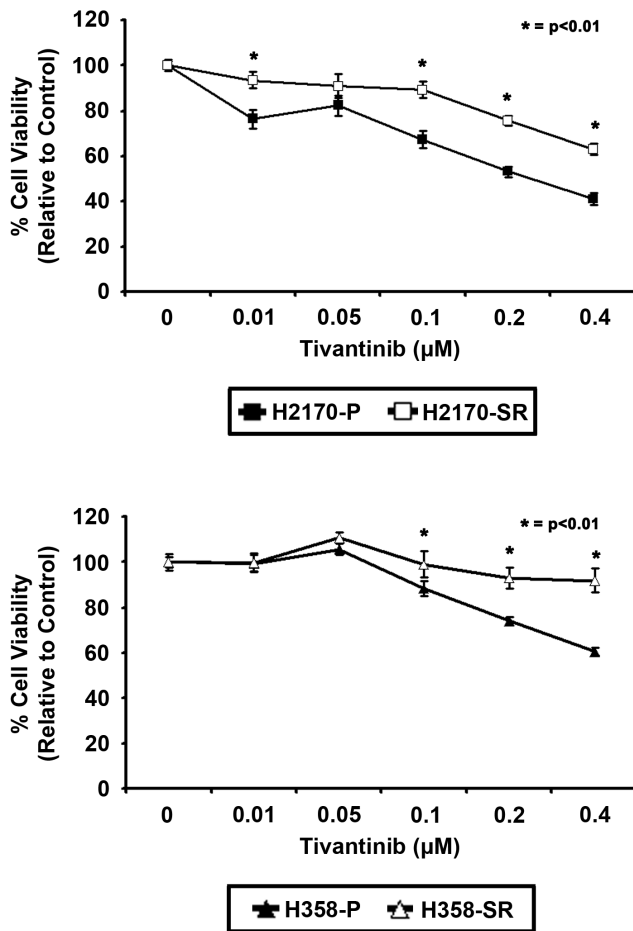 * = p<0.01
% Cell Viability
(Relative to Control)
120
100
80
60
40
20
0
* * * *
0 0.01 0.05 0.1 0.2 0.4
Tivantinib (µM)
H2170-P H2170-SR
* = p<0.01
% Cell Viability
(Relative to Control)
120
100
80
60
40
20
0
* * *
0 0.01 0.05 0.1 0.2 0.4
Tivantinib (µM)
H358-P H358-SR